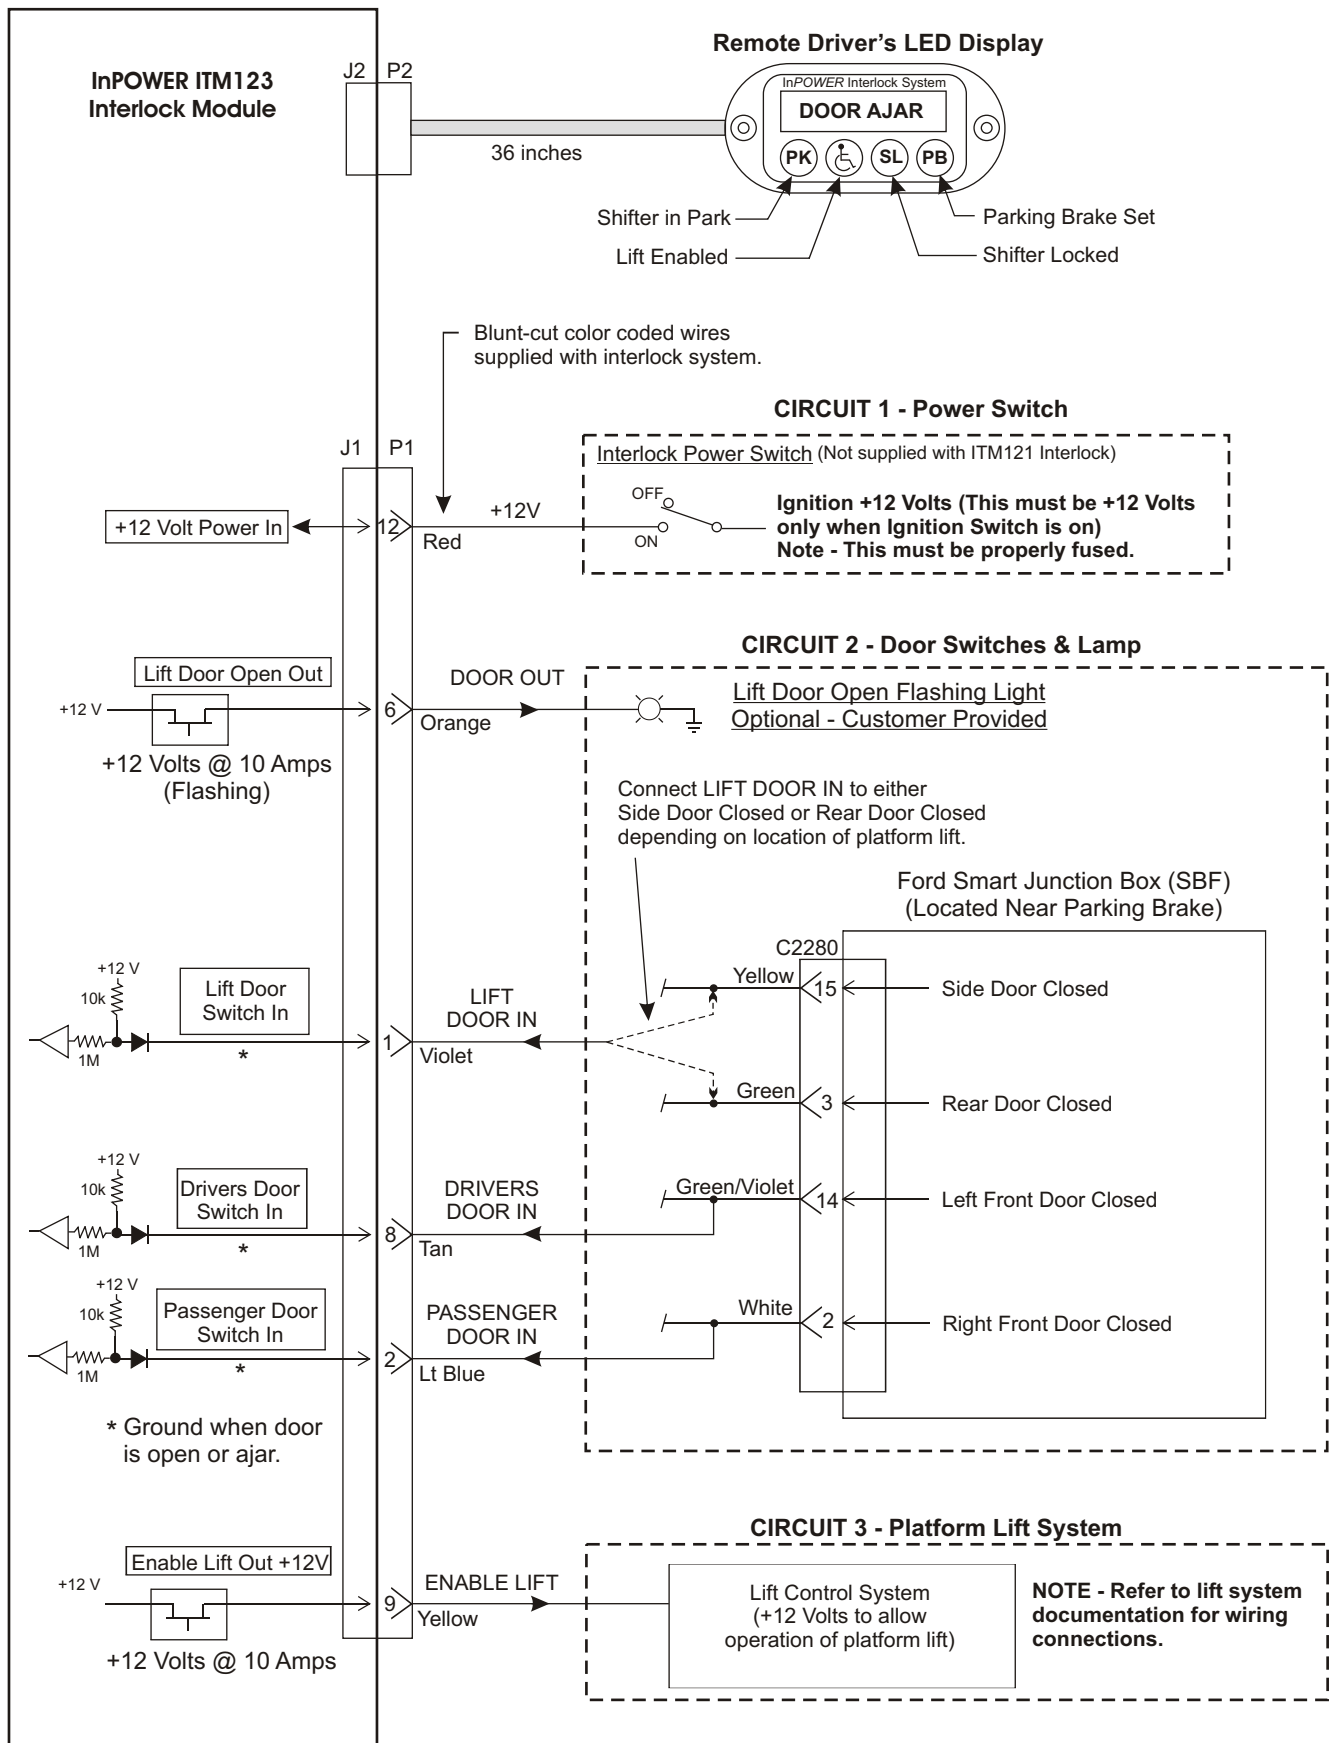 Remote Driver's LED Display
InPOWER ITM123
Interlock Module
J2 P2
InPOWER Interlock System
DOOR AJAR
PK SL PB
36 inches
Shifter in Park
Parking Brake Set
Lift Enabled
Shifter Locked
Blunt-cut color coded wires
supplied with interlock system.
CIRCUIT 1 - Power Switch
J1 P1
Interlock Power Switch (Not supplied with ITM121 Interlock)
+12 Volt Power In
12
+12V
Red
OFF
ON
Ignition +12 Volts (This must be +12 Volts
only when Ignition Switch is on)
Note - This must be properly fused.
CIRCUIT 2 - Door Switches & Lamp
Lift Door Open Out
+12 V
6
DOOR OUT
Orange
Lift Door Open Flashing Light
Optional - Customer Provided
+12 Volts @ 10 Amps
(Flashing)
Connect LIFT DOOR IN to either
Side Door Closed or Rear Door Closed
depending on location of platform lift.
Ford Smart Junction Box (SBF)
(Located Near Parking Brake)
C2280
Yellow
15
Side Door Closed
+12 V
10k
1M
Lift Door
Switch In
*
1
LIFT
DOOR IN
Violet
Green
3
Rear Door Closed
+12 V
10k
1M
Drivers Door
Switch In
*
8
DRIVERS
DOOR IN
Tan
Green/Violet
14
Left Front Door Closed
+12 V
10k
1M
Passenger Door
Switch In
*
2
PASSENGER
DOOR IN
Lt Blue
White
2
Right Front Door Closed
* Ground when door
is open or ajar.
CIRCUIT 3 - Platform Lift System
Enable Lift Out +12V
+12 V
9
ENABLE LIFT
Yellow
+12 Volts @ 10 Amps
Lift Control System
(+12 Volts to allow
operation of platform lift)
NOTE - Refer to lift system
documentation for wiring
connections.